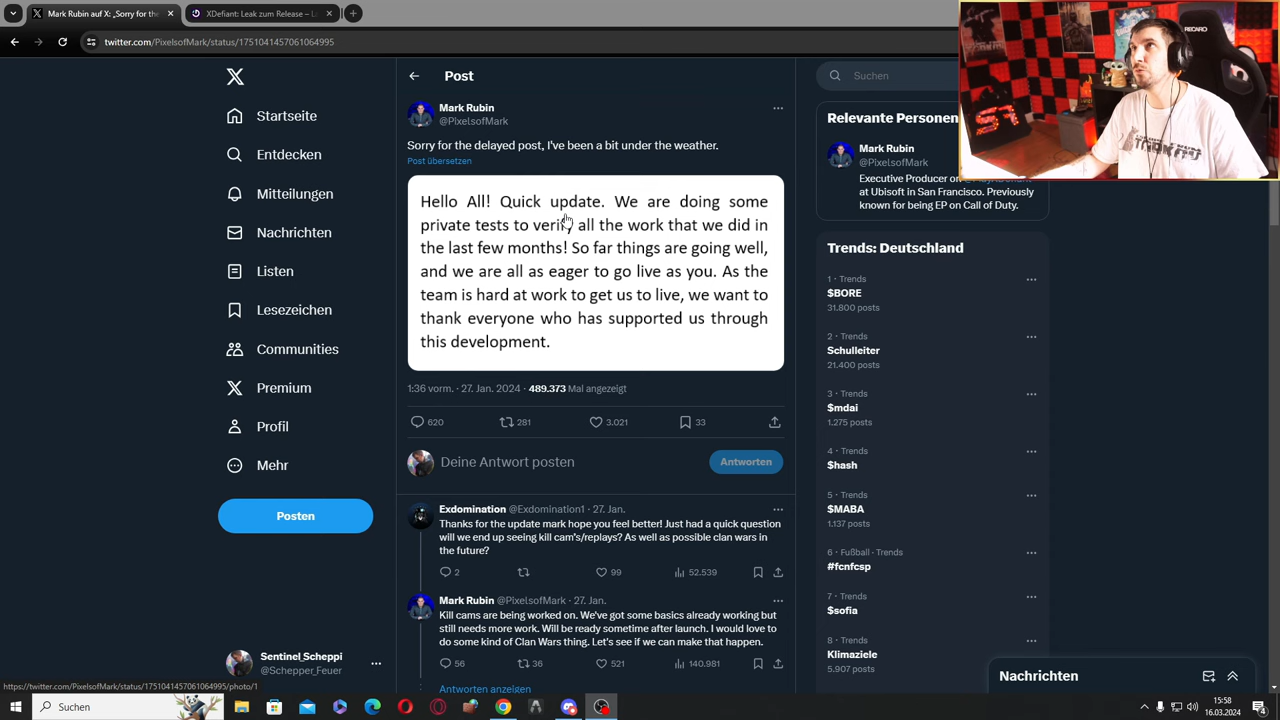 Mark Rubin auf X: „Sorry for the
XDefiant: Leak zum Release –
twitter.com/PixelsofMark/status/1751041457061064995
Startseite
Entdecken
Mitteilungen
Nachrichten
Listen
Lesezeichen
Communities
Premium
Profil
Mehr
Posten
Sentinel_Scheppi
@Schepper_Feuer
Post
Mark Rubin
@PixelsofMark
Sorry for the delayed post, I've been a bit under the weather.
Post übersetzen
Hello All! Quick update. We are doing some
private tests to verify all the work that we did in
the last few months! So far things are going well,
and we are all as eager to go live as you. As the
team is hard at work to get us to live, we want to
thank everyone who has supported us through
this development.
1:36 vorm. · 27. Jan. 2024 · 489.373 Mal angezeigt
620 281 3.021 33
Deine Antwort posten
Antworten
Exdomination @Exdomination1 · 27. Jan.
Thanks for the update mark hope you feel better! Just had a quick question
will we end up seeing kill cam's/replays? As well as possible clan wars in
the future?
2 99 52.539
Mark Rubin @PixelsofMark · 27. Jan.
Kill cams are being worked on. We've got some basics already working but
still needs more work. Will be ready sometime after launch. I would love to
do some kind of Clan Wars thing. Let's see if we can make that happen.
56 36 521 140.981
Antworten anzeigen
Suchen
Relevante Personen
Mark Rubin
@PixelsofMark
Executive Producer on
at Ubisoft in San Francisco. Previously
known for being EP on Call of Duty.
Trends: Deutschland
1 · Trends
$BORE
31.800 posts
2 · Trends
Schulleiter
21.400 posts
3 · Trends
$mdai
1.275 posts
4 · Trends
$hash
5 · Trends
$MABA
1.137 posts
6 · Fußball · Trends
#fcnfcsp
7 · Trends
$sofia
8 · Trends
Klimaziele
5.907 posts
Nachrichten
RECARO
https://twitter.com/PixelsofMark/status/1751041457061064995/photo/1
Suchen
15:58
16.03.2024
4